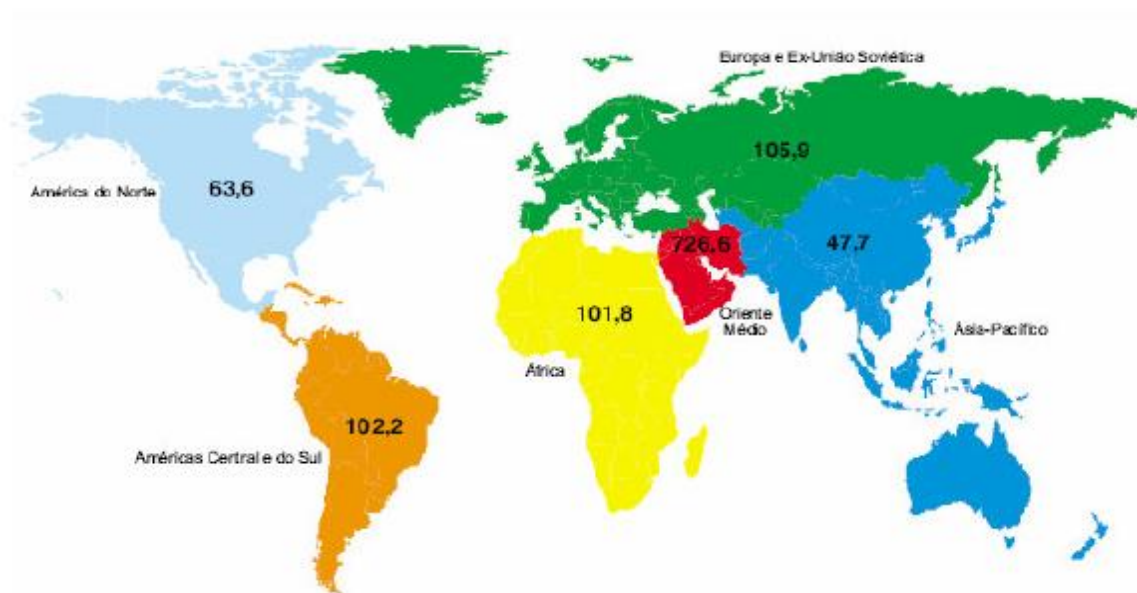 Europa e Ex-União Soviética
105,9
América do Norte
63,6
726,6
47,7
101,8
Oriente
Médio
Ásia-Pacífico
África
102,2
Américas Central e do Sul